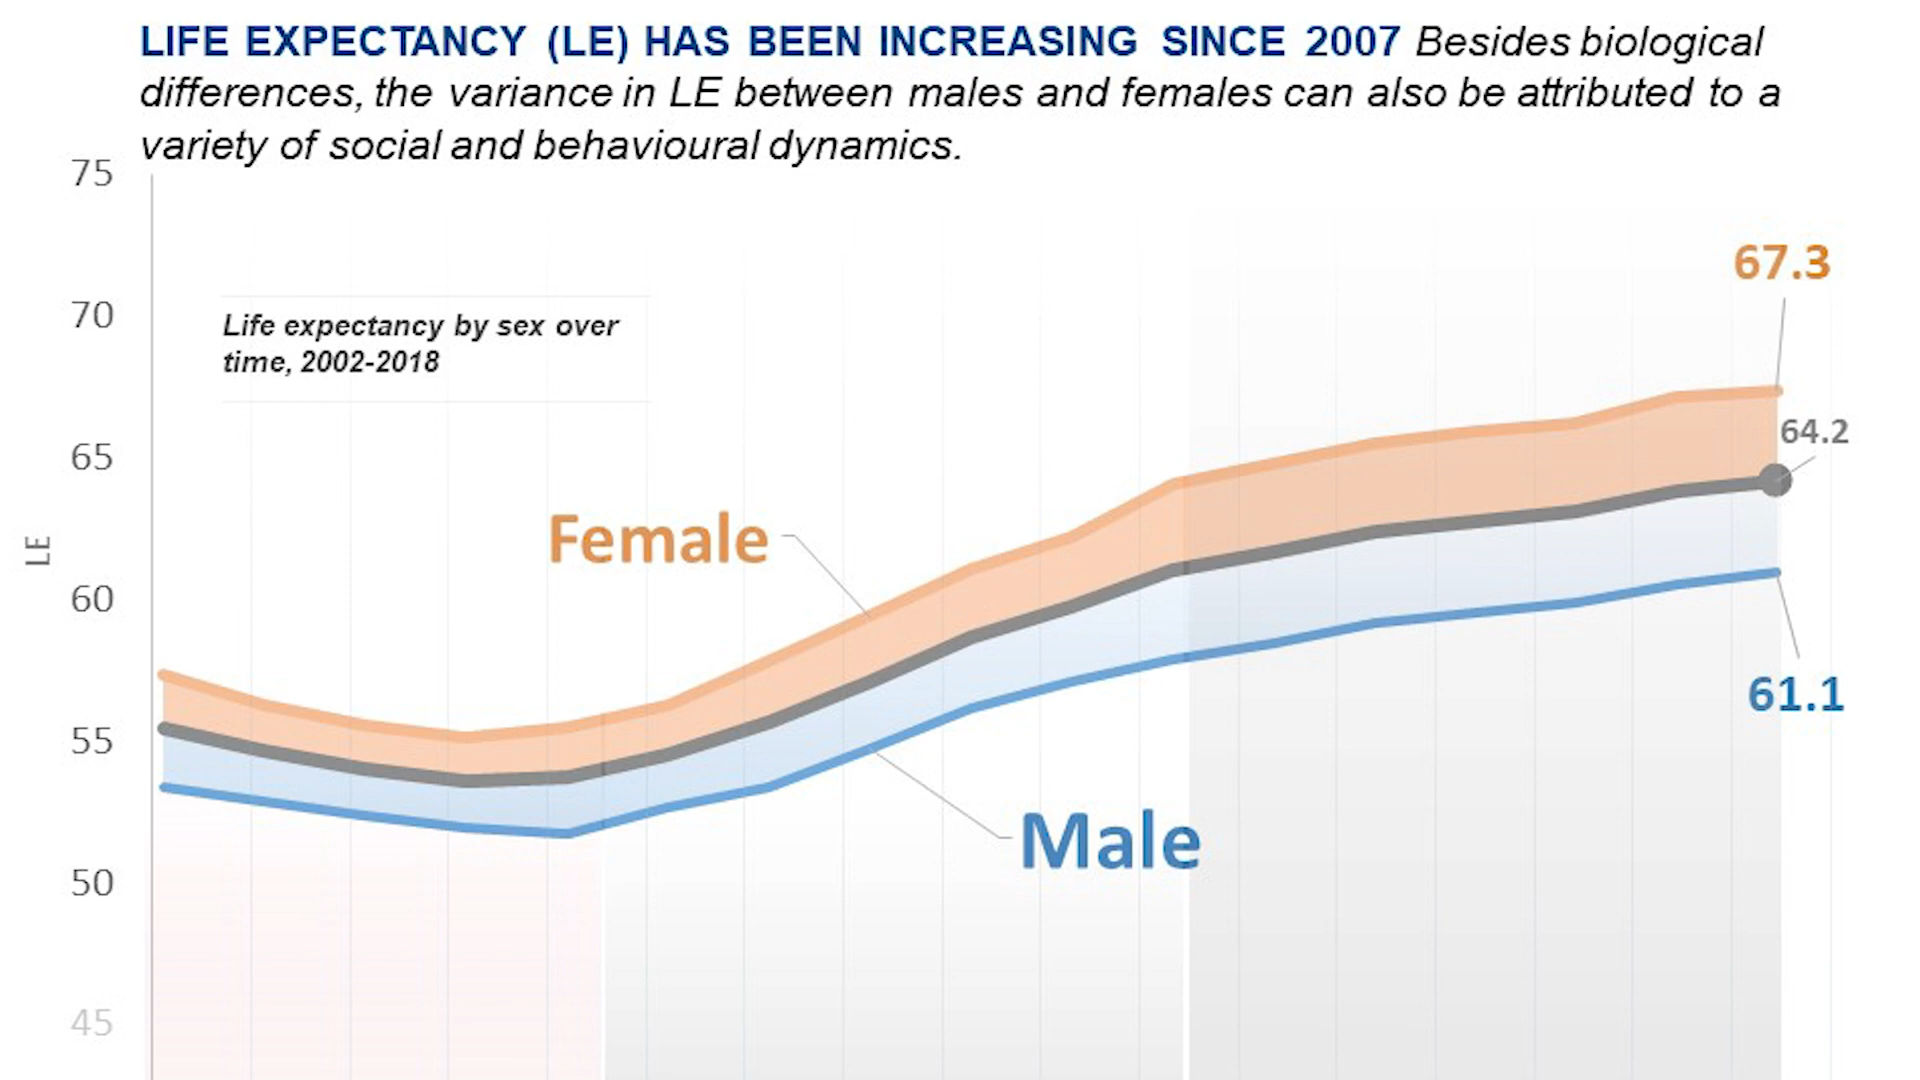 LIFE EXPECTANCY (LE) HAS BEEN INCREASING SINCE 2007 Besides biological
differences, the variance in LE between males and females can also be attributed to a
variety of social and behavioural dynamics.
75
67.3
70
Life expectancy by sex over
time, 2002-2018
64.2
65
Female
LE
60
61.1
55
Male
50
45